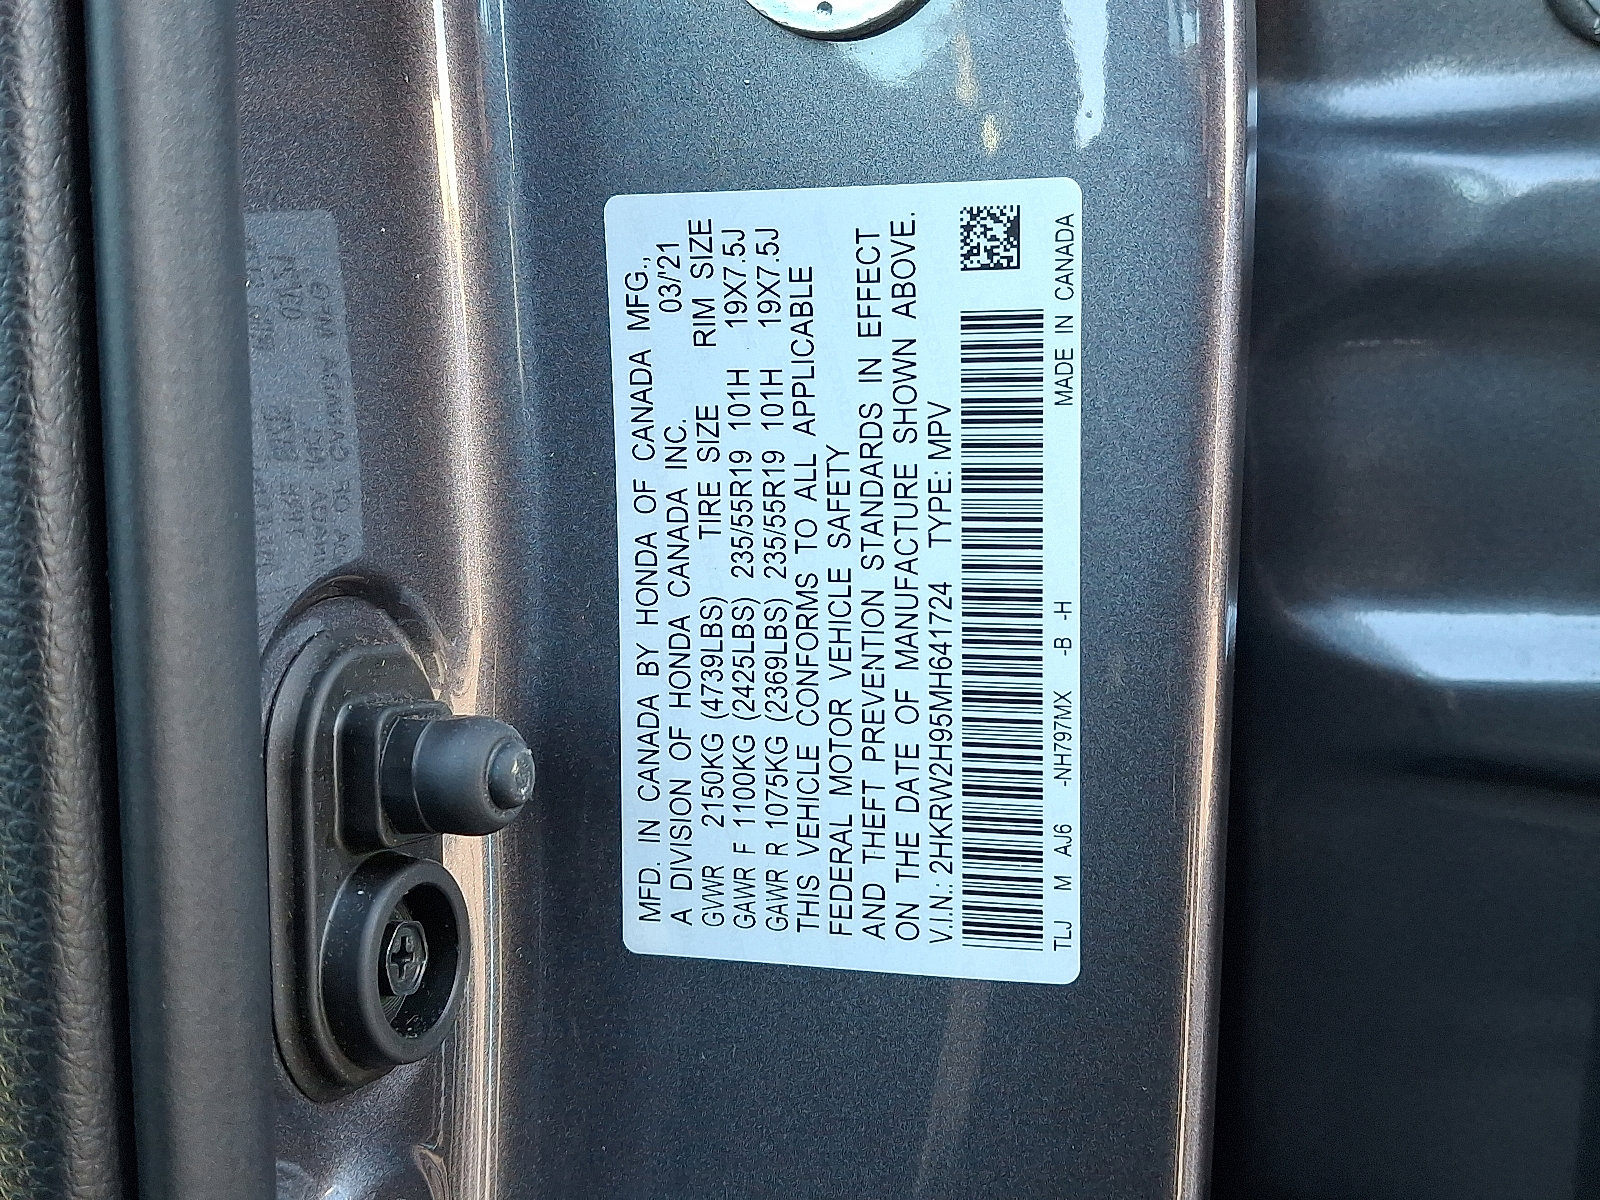 MFD. IN CANADA BY HONDA OF CANADA MFG.,
A DIVISION OF HONDA CANADA INC. 03/'21
GVWR 2150KG (4739LBS) TIRE SIZE RIM SIZE
GAWR F 1100KG (2425LBS) 235/55R19 101H 19X7.5J
GAWR R 1075KG (2369LBS) 235/55R19 101H 19X7.5J
THIS VEHICLE CONFORMS TO ALL APPLICABLE
FEDERAL MOTOR VEHICLE SAFETY
AND THEFT PREVENTION STANDARDS IN EFFECT
ON THE DATE OF MANUFACTURE SHOWN ABOVE.
V.I.N.: 2HKRW2H95MH641724 TYPE: MPV
TLJ M AJ6 -NH797MX -B -H MADE IN CANADA